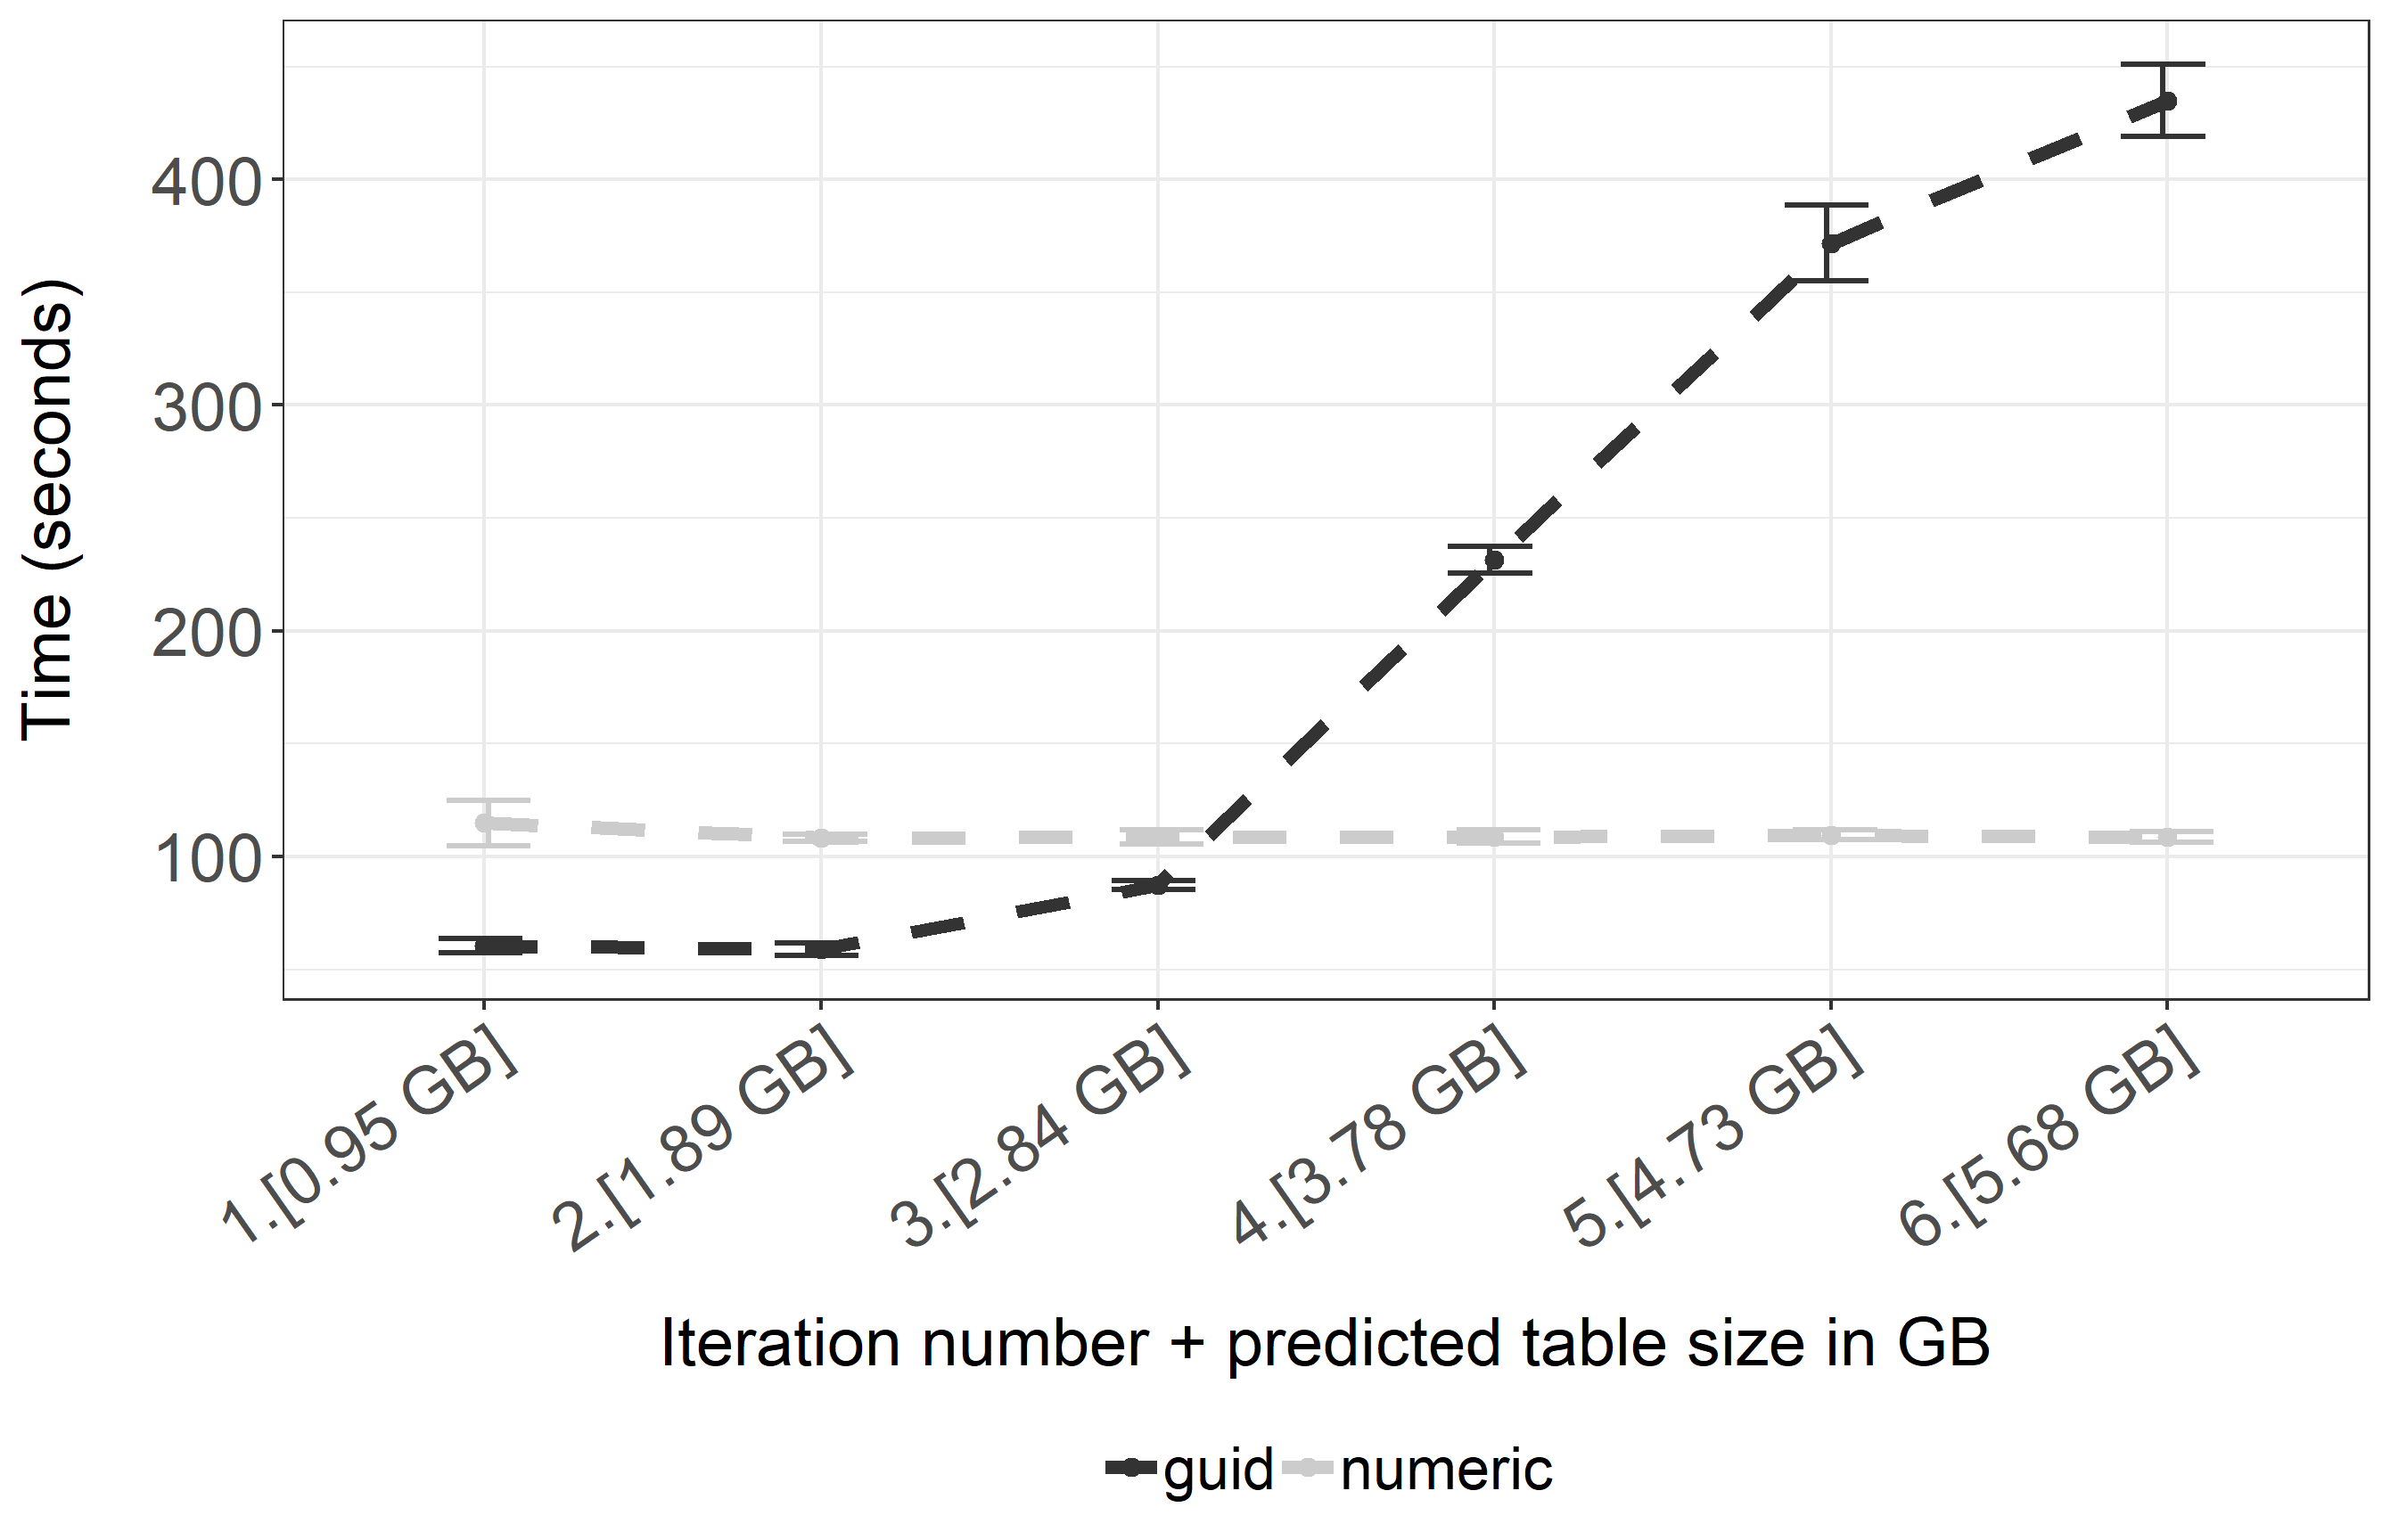 Time (seconds)
400
300
200
100
1.[0.95 GB]
2.[1.89 GB]
3.[2.84 GB]
4.[3.78 GB]
5.[4.73 GB]
6.[5.68 GB]
Iteration number + predicted table size in GB
guid numeric